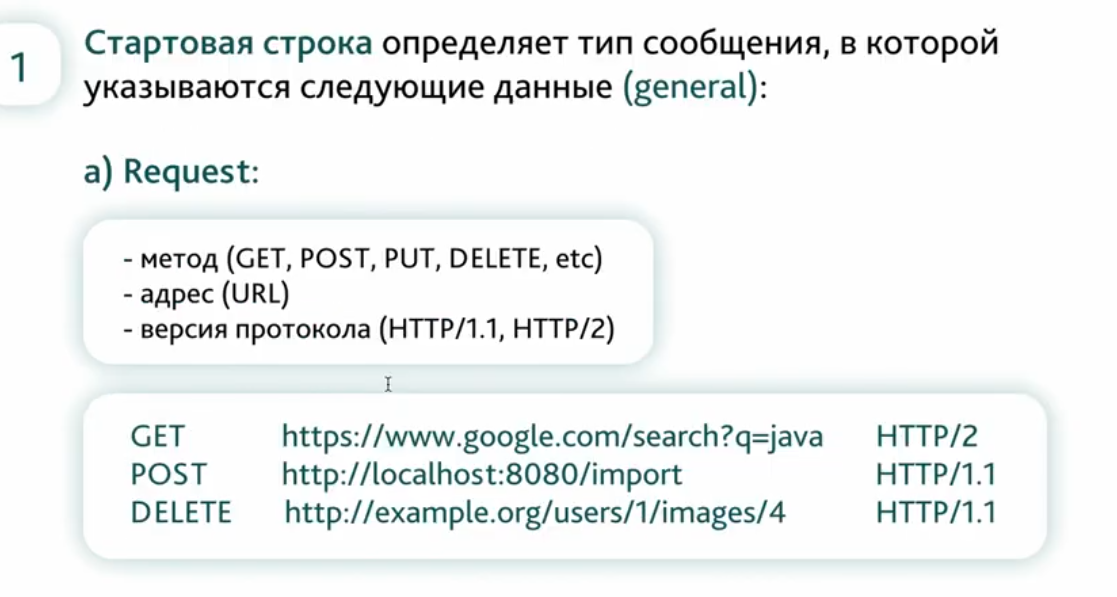 1
Стартовая строка определяет тип сообщения, в которой
указываются следующие данные (general):
a) Request:
- метод (GET, POST, PUT, DELETE, etc)
- адрес (URL)
- версия протокола (HTTP/1.1, HTTP/2)
GET https://www.google.com/search?q=java HTTP/2
POST http://localhost:8080/import HTTP/1.1
DELETE http://example.org/users/1/images/4 HTTP/1.1